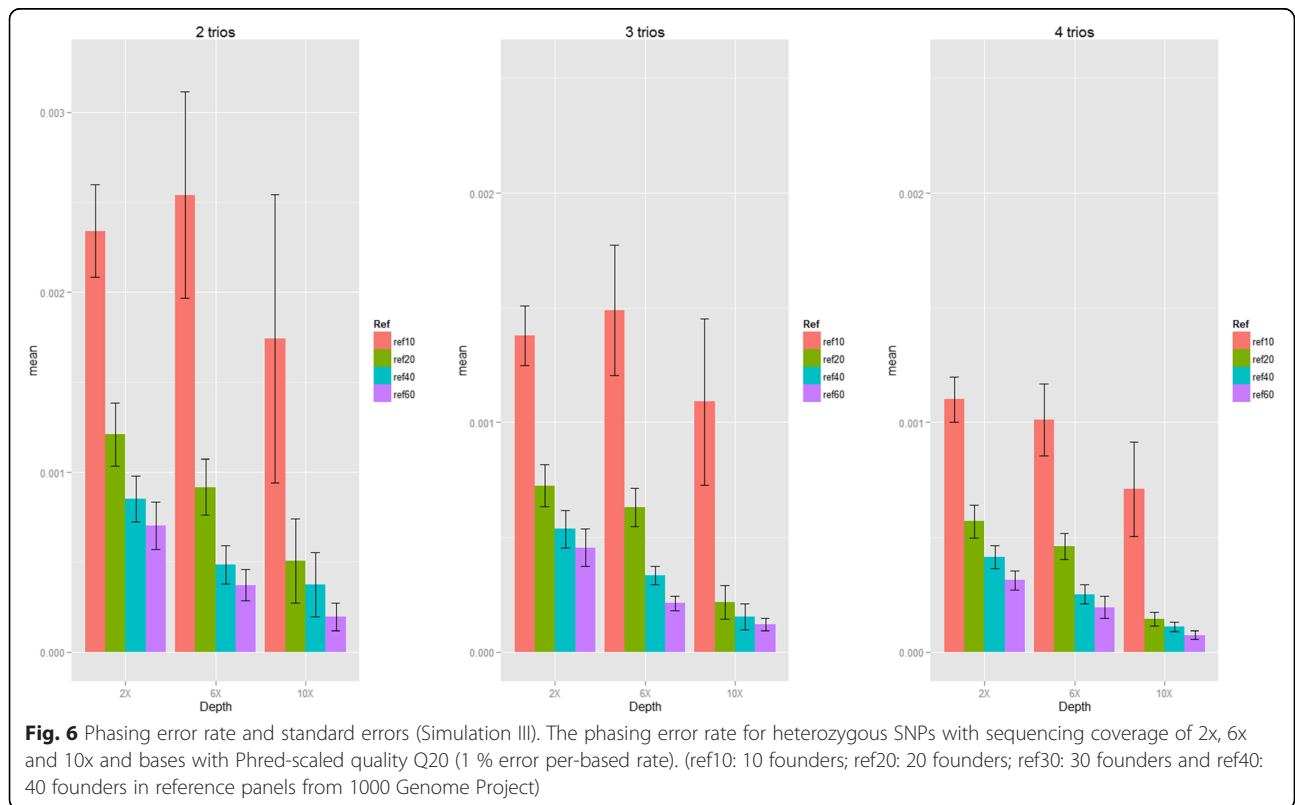 2 trios
0.003
0.002
0.001
0.000
mean
2X
6X
10X
Depth
Ref
ref10
ref20
ref40
ref60
3 trios
0.002
0.001
0.000
mean
2X
6X
10X
Depth
Ref
ref10
ref20
ref40
ref60
4 trios
0.002
0.001
0.000
mean
2X
6X
10X
Depth
Ref
ref10
ref20
ref40
ref60
Fig. 6 Phasing error rate and standard errors (Simulation III). The phasing error rate for heterozygous SNPs with sequencing coverage of 2x, 6x
and 10x and bases with Phred-scaled quality Q20 (1 % error per-based rate). (ref10: 10 founders; ref20: 20 founders; ref30: 30 founders and ref40:
40 founders in reference panels from 1000 Genome Project)